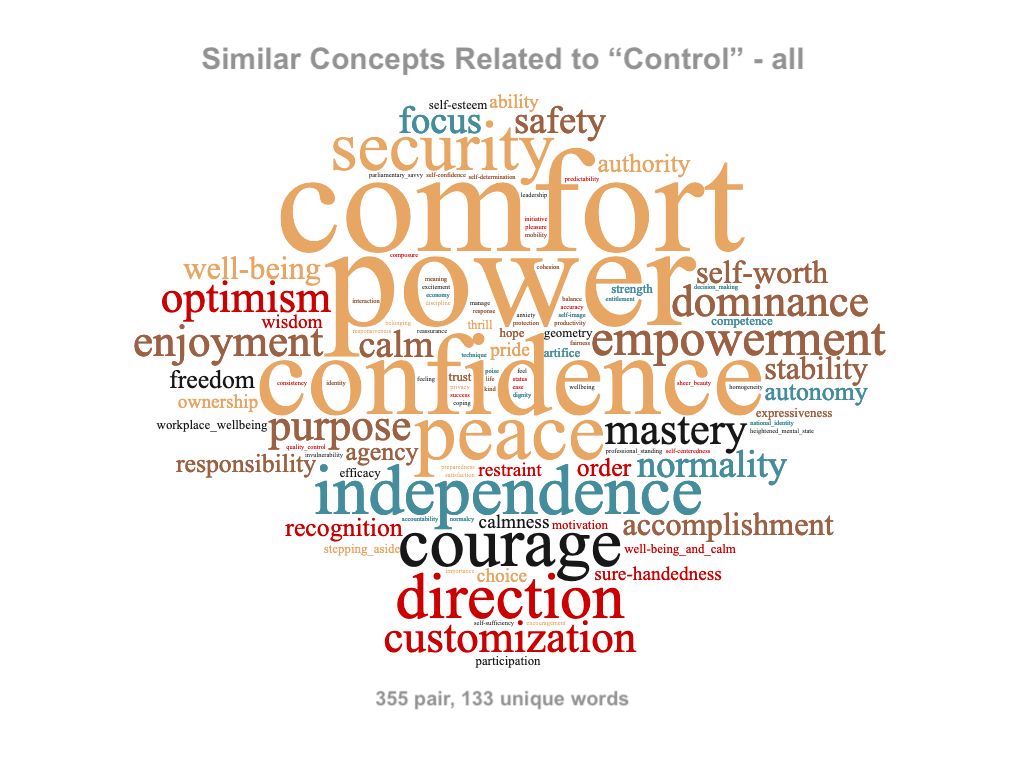 Similar Concepts Related to “Control” - all
self-esteem ability
focus safety
security authority
parliamentary_savvy self-confidence self-determination predictability
comfort
leadership
initiative
pleasure
mobility
composure
power
cohesion
well-being self-worth
meaning
excitement
economy
discipline
strength decision_making
entitlement
optimism interaction manage
response
balance
accuracy
self-image
productivity
dominance
wisdom belonging
responsiveness
reassurance thrill anxiety
protection
competence
enjoyment calm hope geometry
fairness
empowerment
technique pride artifice
confidence stability
freedom consistency identity feeling trust
privacy
success
coping
poise
life
kind
feel
status
ease
dignity
wellbeing sheer_beauty homogeneity autonomy
ownership expressiveness
workplace_wellbeing purpose peace mastery national_identity
heightened_mental_state
quality_control
invulnerability
agency professional_standing self-centeredness
responsibility efficacy preparedness
satisfaction
restraint order normality
independence
recognition accountability normalcy calmness motivation accomplishment
stepping_aside courage well-being_and_calm
importance choice sure-handedness
direction
self-sufficiency encouragement
customization
participation
355 pair, 133 unique words